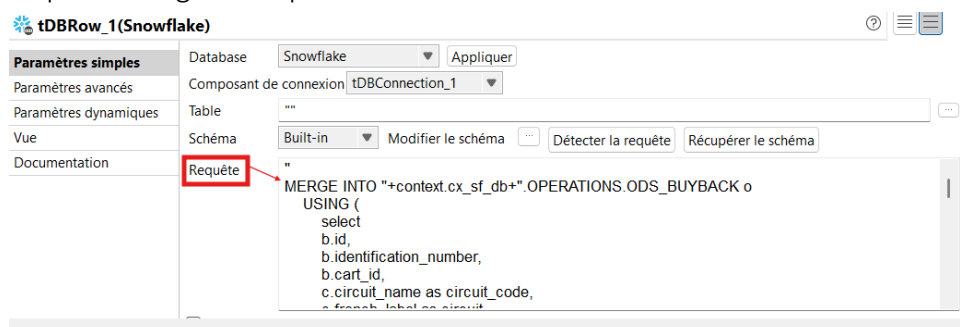 tDBRow_1(Snowflake)
Paramètres simples
Paramètres avancés
Paramètres dynamiques
Vue
Documentation
Database Snowflake Appliquer
Composant de connexion tDBConnection_1
Table ""
Schéma Built-in Modifier le schéma ... Détecter la requête Récupérer le schéma
Requête "
MERGE INTO "+context.cx_sf_db+".OPERATIONS.ODS_BUYBACK o
USING (
select
b.id,
b.identification_number,
b.cart_id,
c.circuit_name as circuit_code,